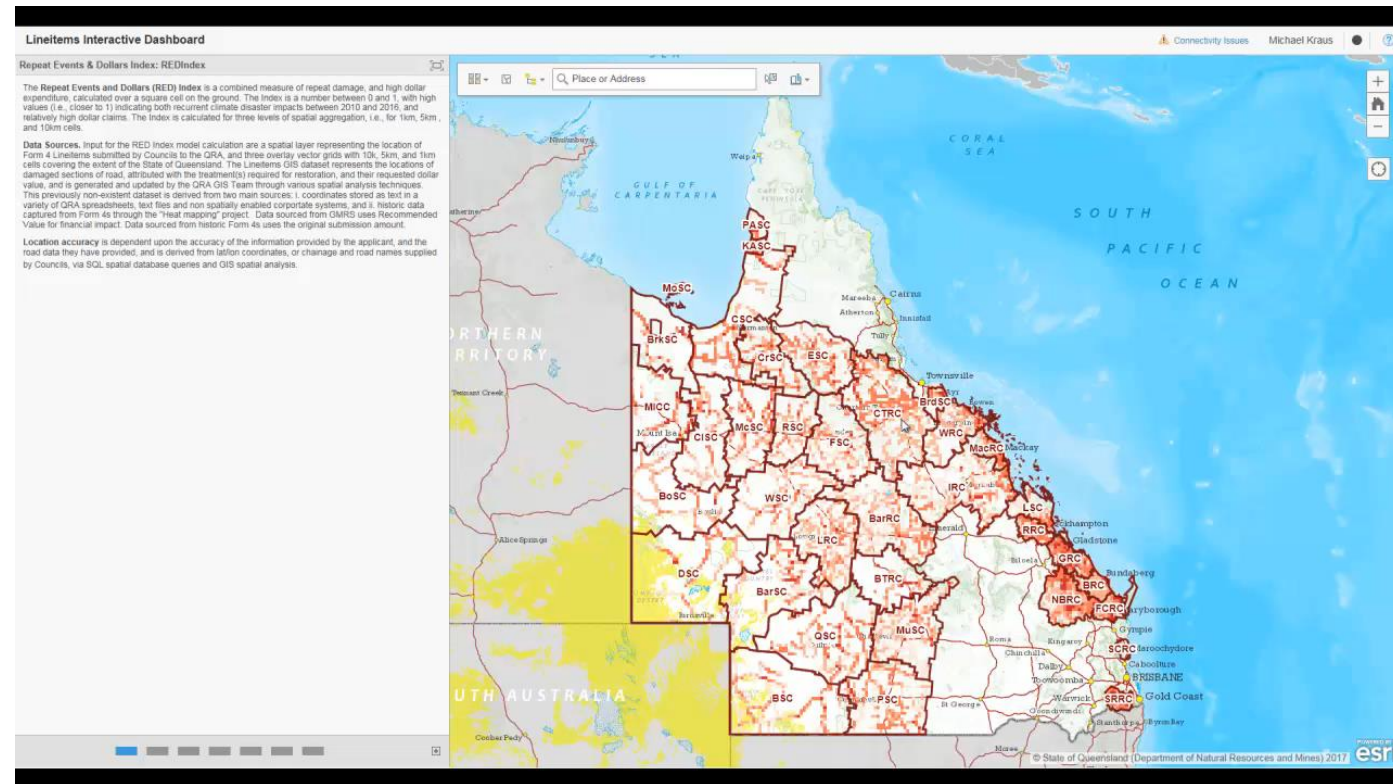 Lineitems Interactive Dashboard
Connectivity Issues
Michael Kraus
Repeat Events & Dollars Index: REDIndex
The Repeat Events and Dollars (RED) Index is a combined measure of repeat damage, and high dollar
expenditure, calculated over a square cell on the ground. The Index is a number between 0 and 1, with high
values (i.e., closer to 1) indicating both recurrent climate disaster impacts between 2010 and 2016, and
relatively high dollar claims. The Index is calculated for three levels of spatial aggregation, i.e., for 1km, 5km ,
and 10km cells.
Data Sources. Input for the RED Index model calculation are a spatial layer representing the location of
Form 4 Lineitems submitted by Councils to the QRA, and three overlay vector grids with 10k, 5km, and 1km
cells covering the extent of the State of Queensland. The Lineitems GIS dataset represents the locations of
damaged sections of road, attributed with the treatment(s) required for restoration, and their requested dollar
value, and is generated and updated by the QRA GIS Team through various spatial analysis techniques.
This previously non-existent dataset is derived from two main sources; i. coordinates stored as text in a
variety of QRA spreadsheets, text files and non spatially enabled corportate systems, and ii. historic data
captured from Form 4s through the "Heat mapping" project. Data sourced from GMRS uses Recommended
Value for financial impact. Data sourced from historic Form 4s uses the original submission amount.
Location accuracy is dependent upon the accuracy of the information provided by the applicant, and the
road data they have provided, and is derived from lat/lon coordinates, or chainage and road names supplied
by Councils, via SQL spatial database queries and GIS spatial analysis.
Place or Address
CORAL
SEA
Weipa
GULF OF
CARPENTARIA
SOUTH
PACIFIC
OCEAN
PASC
KASC
MoSC
Mareeba
Cairns
Atherton
Innisfail
Tully
CSC
BrkSC
CrSC
ESC
Townsville
Tennant Creek
BrdSC
Bowen
MICC
CTRC
McSC
RSC
WRC
CISC
FSC
MacRC
Mackay
IRC
BoSC
WSC
LSC
BarRC
RRC
LRC
Gladstone
Alice Springs
GRC
Biloela
DSC
BTRC
Bundaberg
BarSC
BRC
NBRC
FCRC
MuSC
Gympie
QSC
Roma
Kingaroy
SCRC
Chinchilla
Caboolture
Dalby
BRISBANE
Toowoomba
BSC
PSC
Warwick
SRRC
Gold Coast
St George
Goondiwindi
Stanthorpe
Byron Bay
Coober Pedy
Moree
© State of Queensland (Department of Natural Resources and Mines) 2017
POWERED BY
esri